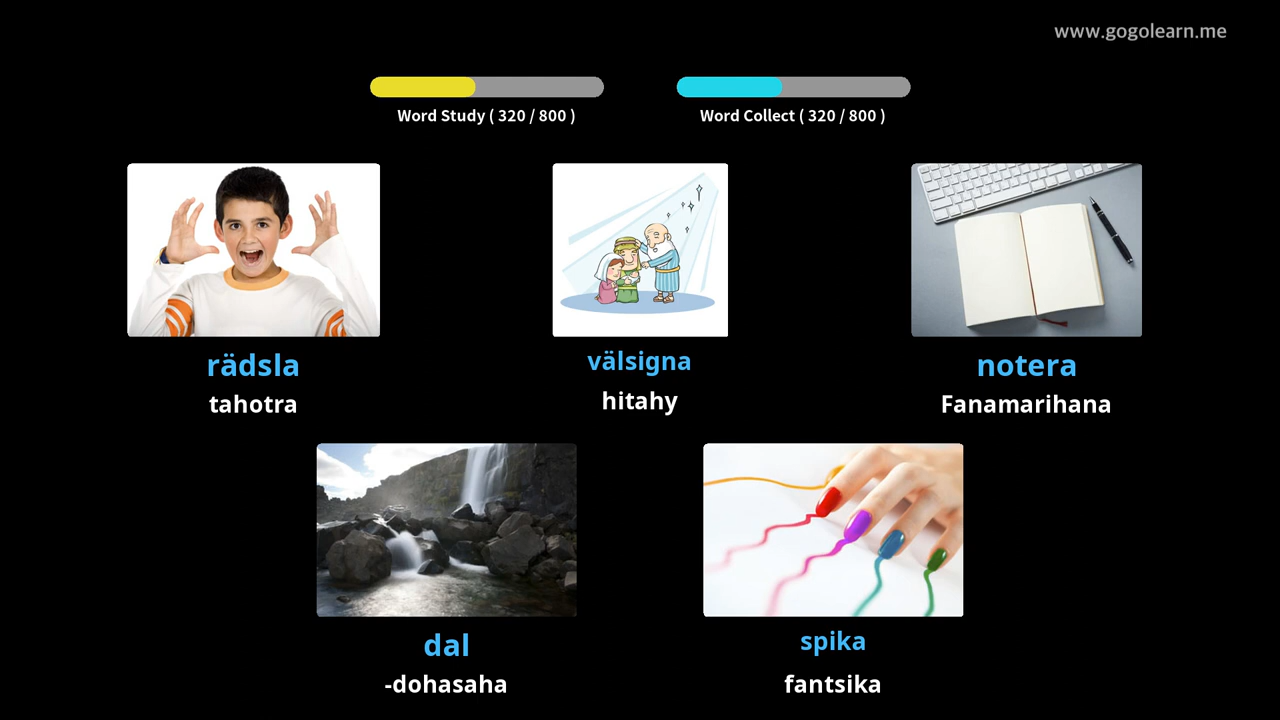 www.gogolearn.me
Word Study ( 320 / 800 )
Word Collect ( 320 / 800 )
rädsla
tahotra
välsigna
hitahy
notera
Fanamarihana
dal
-dohasaha
spika
fantsika